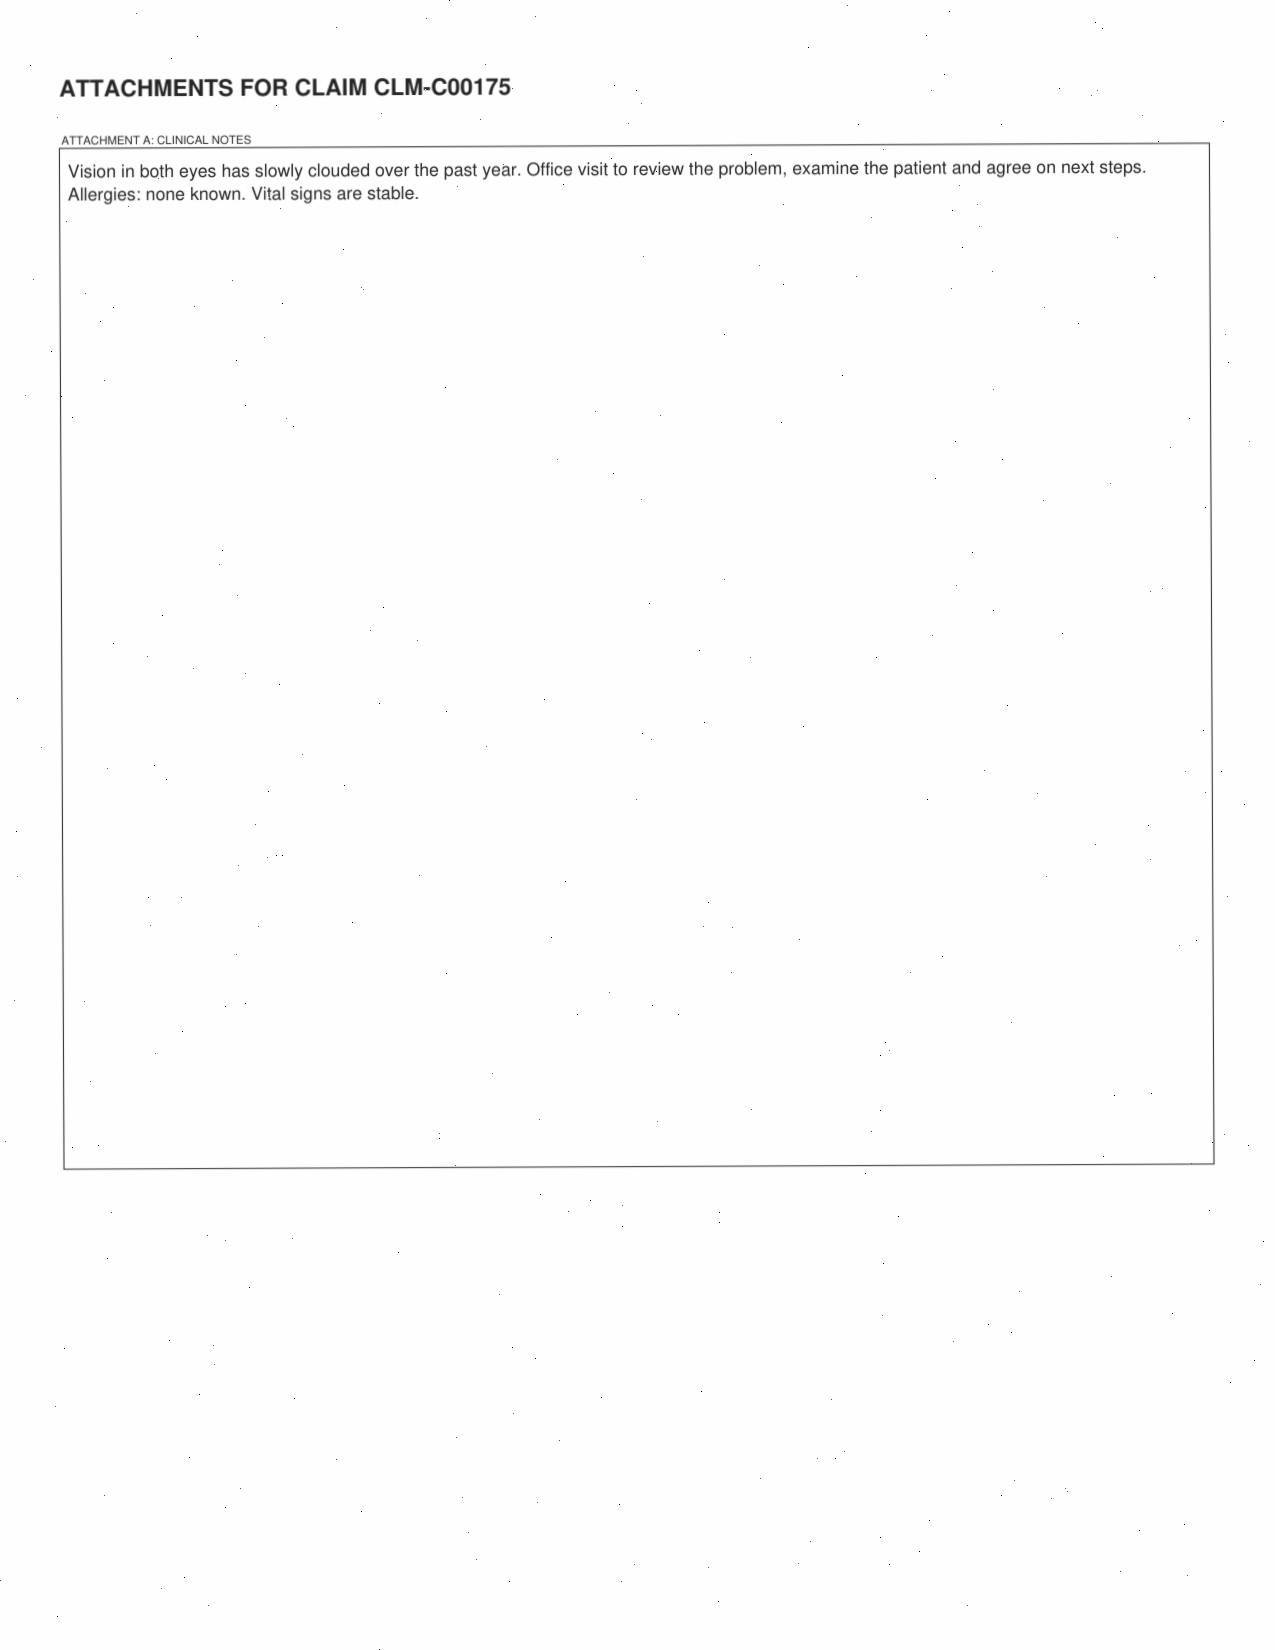 ATTACHMENTS FOR CLAIM CLM-C00175
ATTACHMENT A: CLINICAL NOTES
Vision in both eyes has slowly clouded over the past year. Office visit to review the problem, examine the patient and agree on next steps.
Allergies: none known. Vital signs are stable.